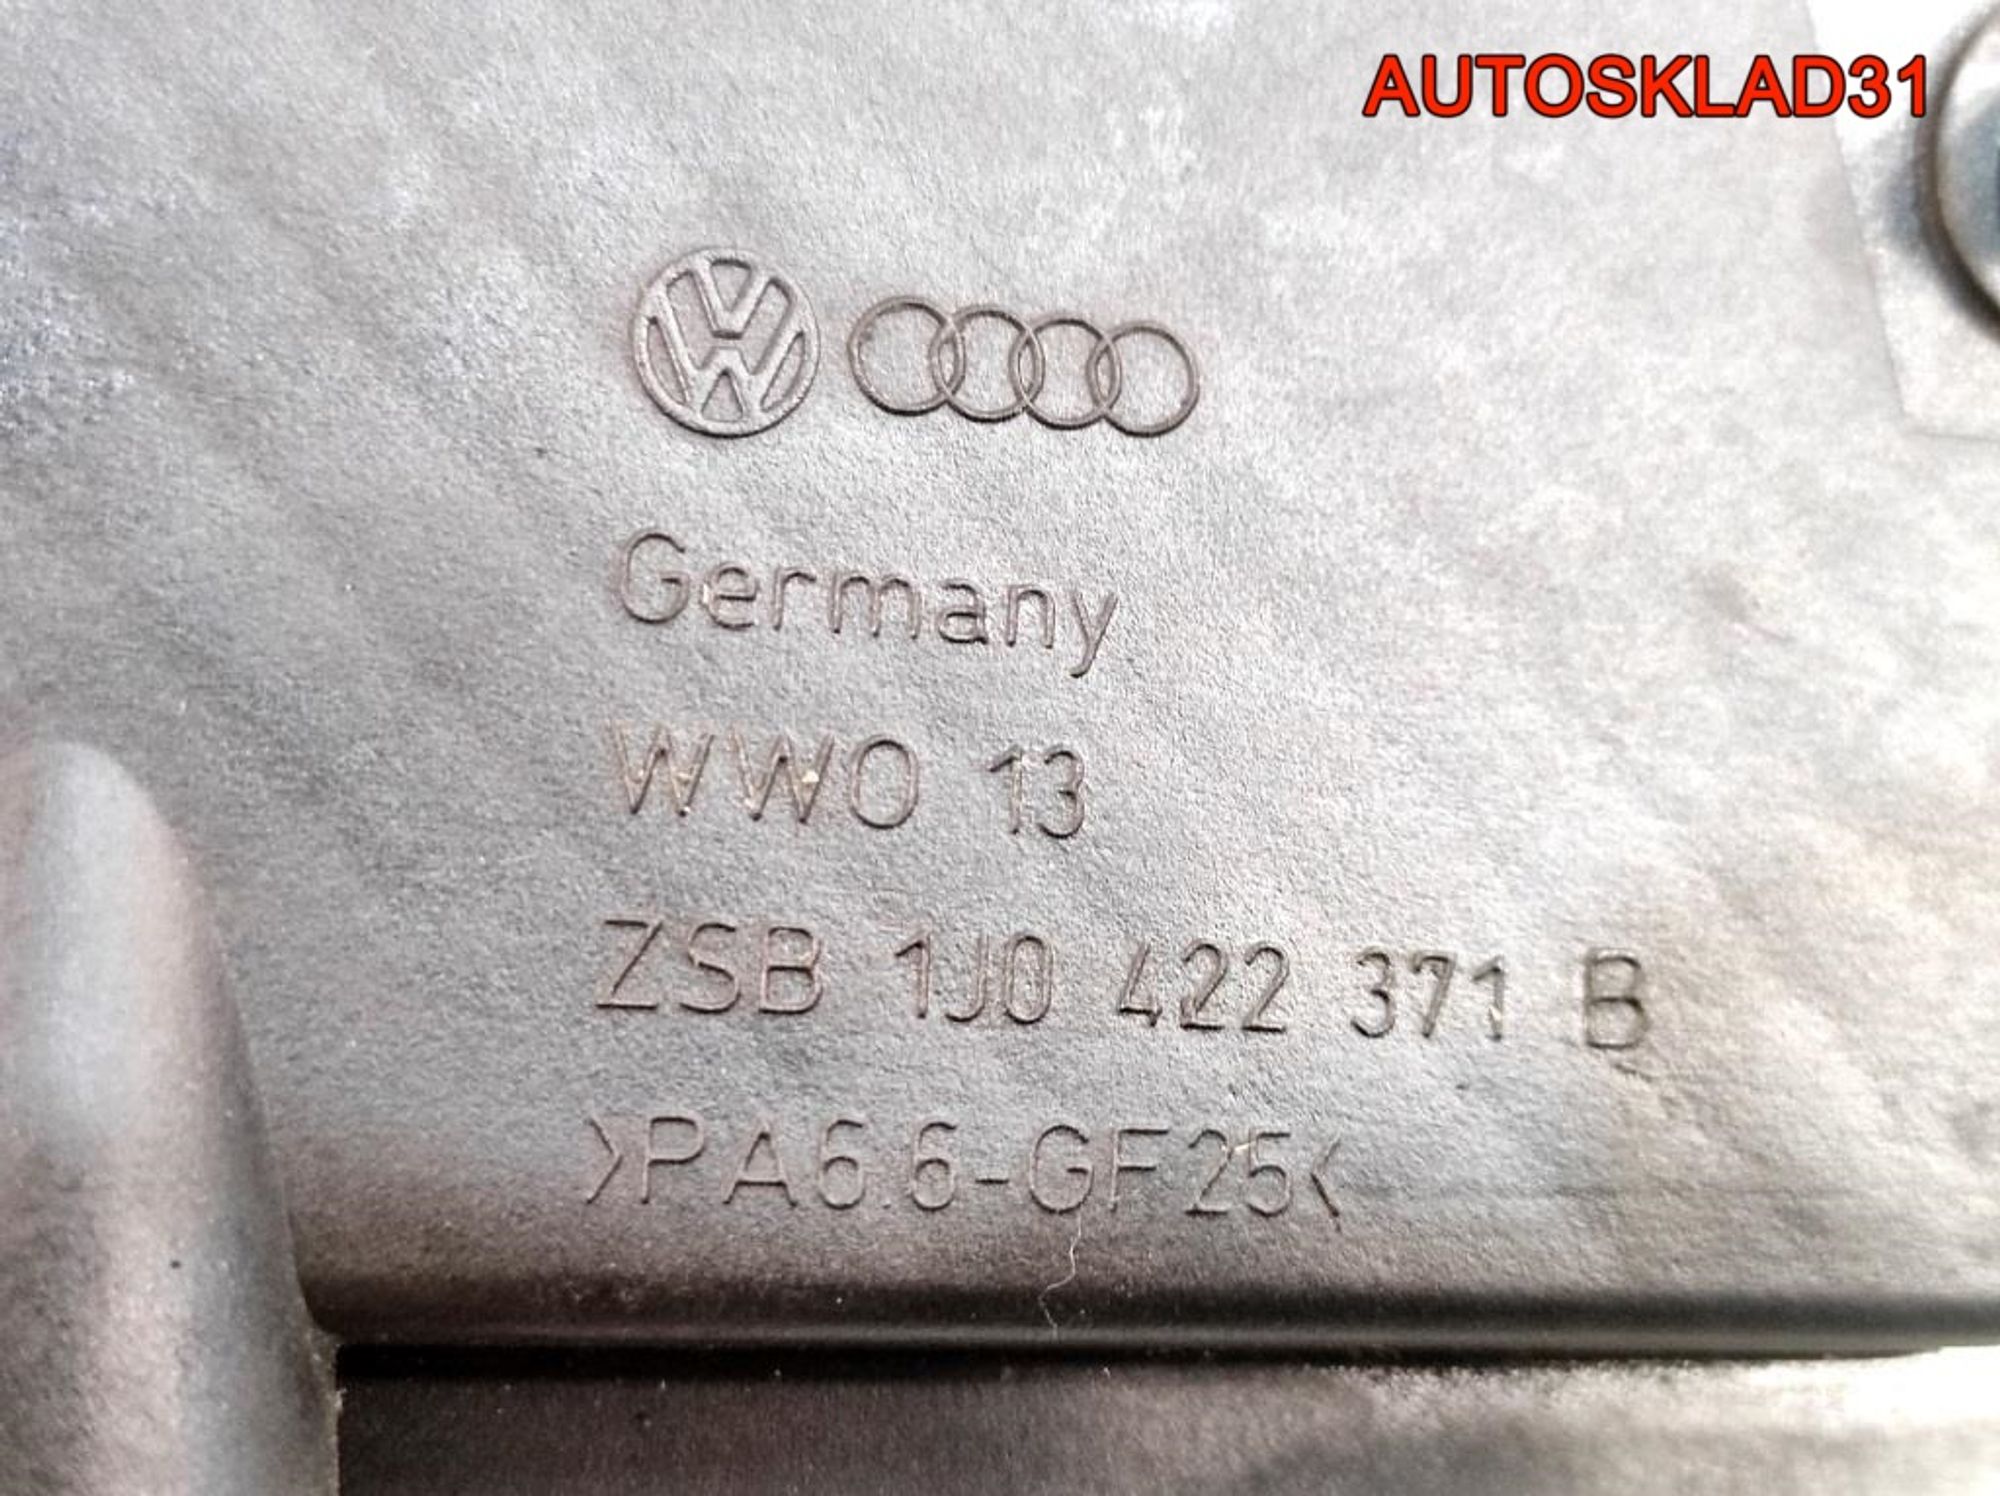 AUTOSKLAD31
Germany
WWO 13
ZSB 1J0 422 371 B
>PA6.6-GF25<